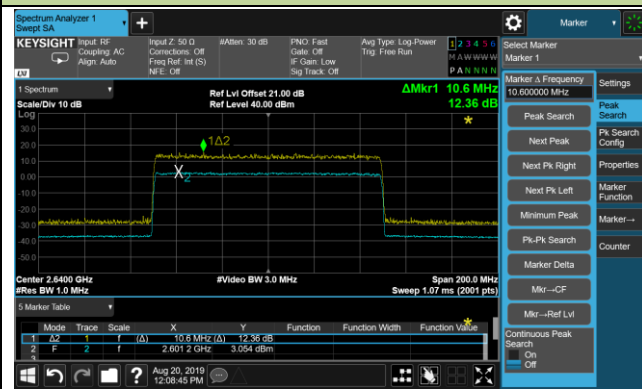 Spectrum Analyzer 1
Swept SA
+
Marker
KEYSIGHT
Input: RF
Coupling: AC
Align: Auto
Input Z: 50 Ω
Corrections: Off
Freq Ref: Int (S)
NFE: Off
#Atten: 30 dB
PNO: Fast
Gate: Off
IF Gain: Low
Sig Track: Off
Avg Type: Log-Power
Trig: Free Run
1 2 3 4 5 6
M A W W W W
P A N N N N
LXI
Select Marker
Marker 1
1 Spectrum
Scale/Div 10 dB
Log
Ref Lvl Offset 21.00 dB
Ref Level 40.00 dBm
ΔMkr1 10.6 MHz
12.36 dB
30.0
20.0
10.0
0.00
-10.0
-20.0
-30.0
-40.0
-50.0
1Δ2
X2
Center 2.6400 GHz
#Res BW 1.0 MHz
#Video BW 3.0 MHz
Span 200.0 MHz
Sweep 1.07 ms (2001 pts)
5 Marker Table
Mode Trace Scale X Y Function Function Width Function Value
1 Δ2 1 f (Δ) 10.6 MHz (Δ) 12.36 dB
2 F 2 f 2.601 2 GHz 3.054 dBm
3
Marker Δ Frequency
10.600000 MHz
Peak Search
Next Peak
Next Pk Right
Next Pk Left
Minimum Peak
Pk-Pk Search
Marker Delta
Mkr→CF
Mkr→Ref Lvl
Continuous Peak
Search
On
Off
Settings
Peak
Search
Pk Search
Config
Properties
Marker
Function
Marker→
Counter
?
Aug 20, 2019
12:08:45 PM